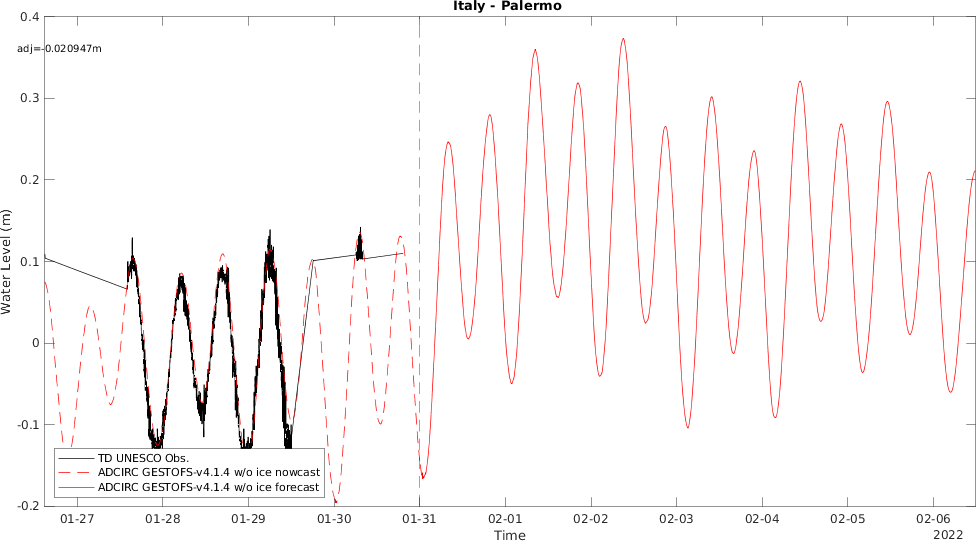 Italy - Palermo
adj=-0.020947m
0.4
0.3
0.2
0.1
0
-0.1
-0.2
Water Level (m)
TD UNESCO Obs.
ADCIRC GESTOFS-v4.1.4 w/o ice nowcast
ADCIRC GESTOFS-v4.1.4 w/o ice forecast
01-27 01-28 01-29 01-30 01-31 02-01 02-02 02-03 02-04 02-05 02-06
Time
2022